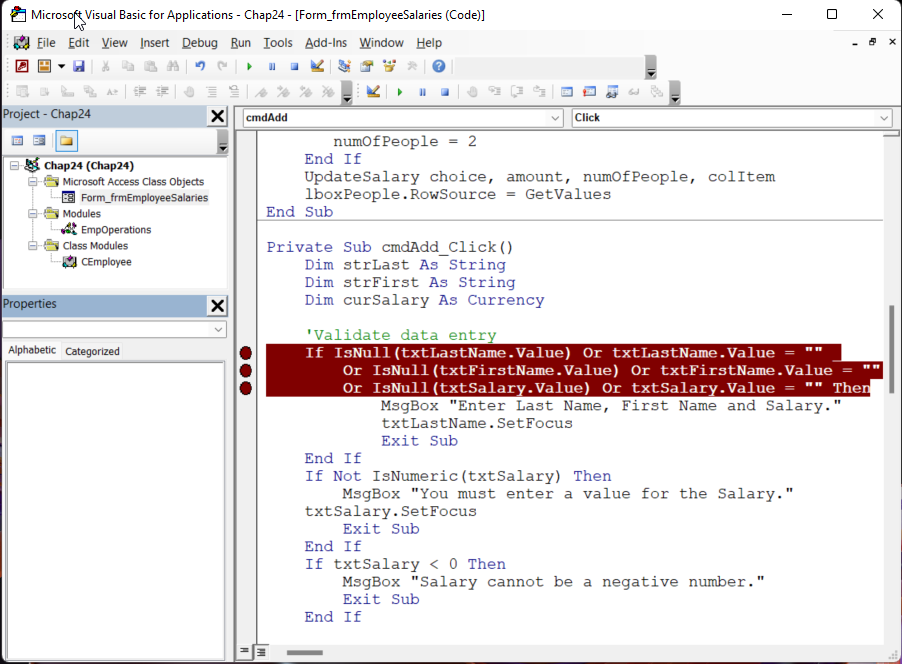 Microsoft Visual Basic for Applications - Chap24 - [Form_frmEmployeeSalaries (Code)]
File Edit View Insert Debug Run Tools Add-Ins Window Help
Project - Chap24
Chap24 (Chap24)
Microsoft Access Class Objects
Form_frmEmployeeSalaries
Modules
EmpOperations
Class Modules
CEmployee
Properties
Alphabetic Categorized
cmdAdd Click
numOfPeople = 2
End If
UpdateSalary choice, amount, numOfPeople, colItem
lboxPeople.RowSource = GetValues
End Sub
Private Sub cmdAdd_Click()
Dim strLast As String
Dim strFirst As String
Dim curSalary As Currency
'Validate data entry
If IsNull(txtLastName.Value) Or txtLastName.Value = "" _
Or IsNull(txtFirstName.Value) Or txtFirstName.Value = ""
Or IsNull(txtSalary.Value) Or txtSalary.Value = "" Then
MsgBox "Enter Last Name, First Name and Salary."
txtLastName.SetFocus
Exit Sub
End If
If Not IsNumeric(txtSalary) Then
MsgBox "You must enter a value for the Salary."
txtSalary.SetFocus
Exit Sub
End If
If txtSalary < 0 Then
MsgBox "Salary cannot be a negative number."
Exit Sub
End If